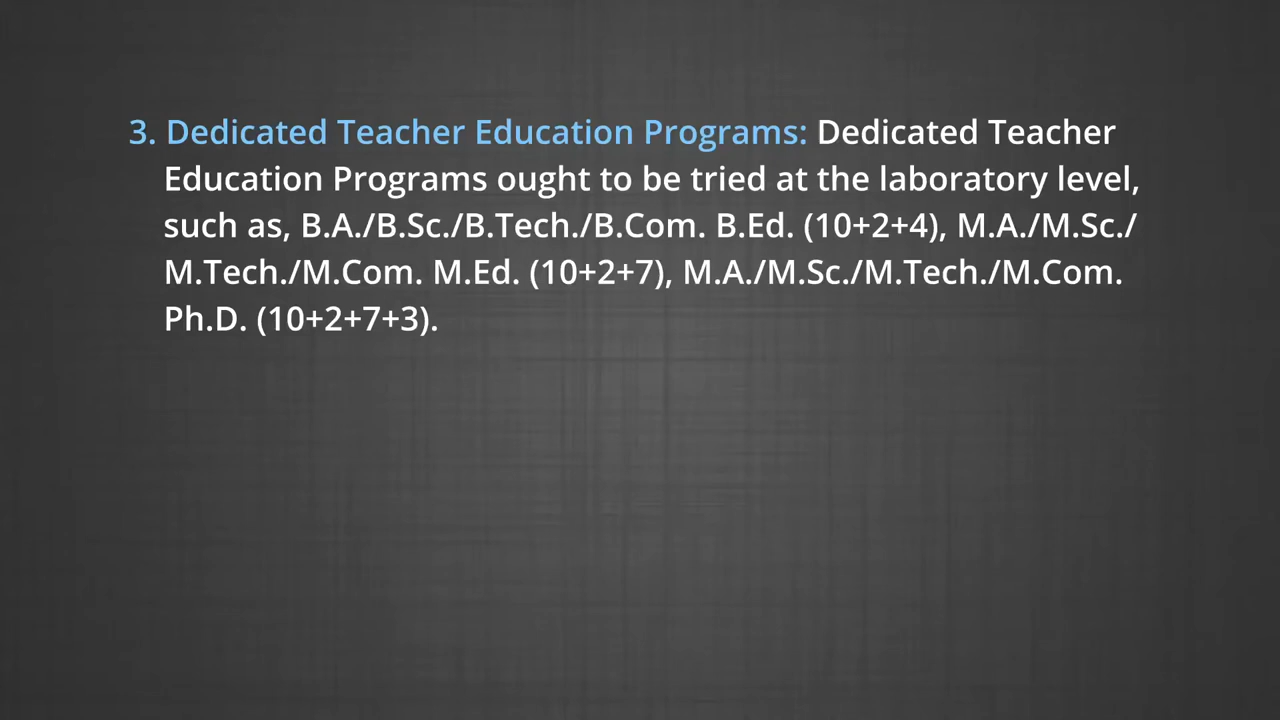 3. Dedicated Teacher Education Programs: Dedicated Teacher
Education Programs ought to be tried at the laboratory level,
such as, B.A./B.Sc./B.Tech./B.Com. B.Ed. (10+2+4), M.A./M.Sc./
M.Tech./M.Com. M.Ed. (10+2+7), M.A./M.Sc./M.Tech./M.Com.
Ph.D. (10+2+7+3).